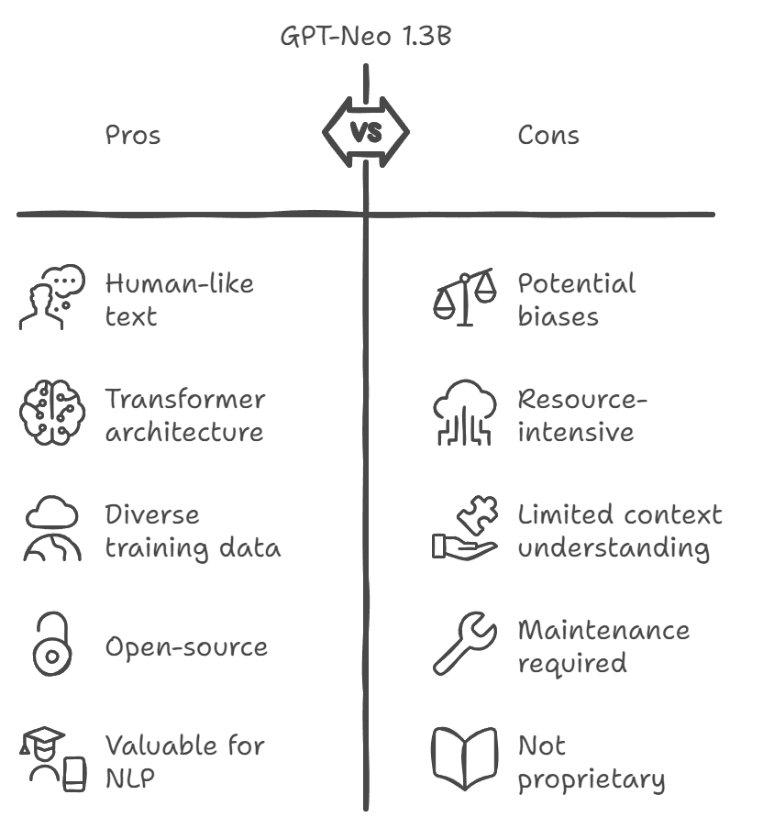 GPT-Neo 1.3B
Pros
VS
Cons
Human-like
text
Transformer
architecture
Diverse
training data
Open-source
Valuable for
NLP
Potential
biases
Resource-
intensive
Limited context
understanding
Maintenance
required
Not
proprietary